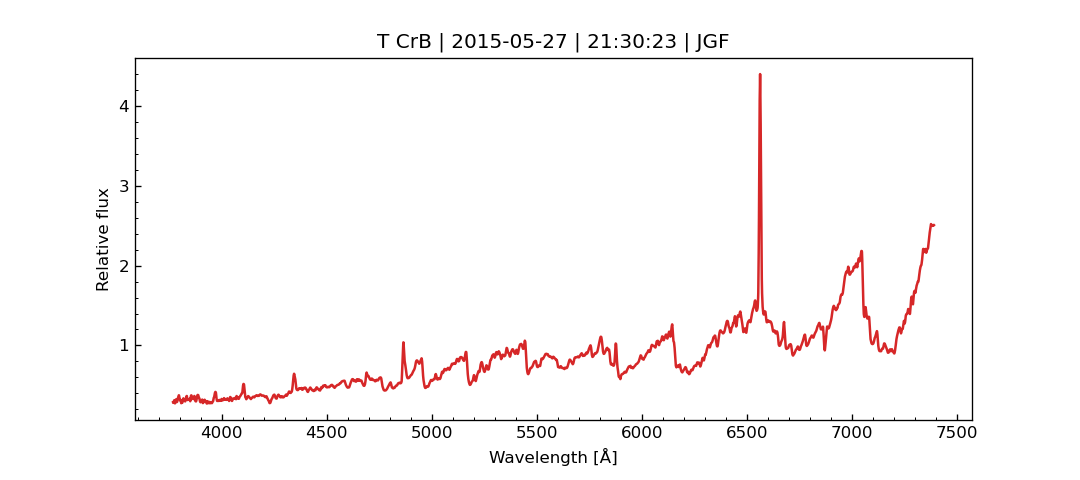 T CrB | 2015-05-27 | 21:30:23 | JGF
4
3
2
1
Relative flux
4000 4500 5000 5500 6000 6500 7000 7500
Wavelength [Å]